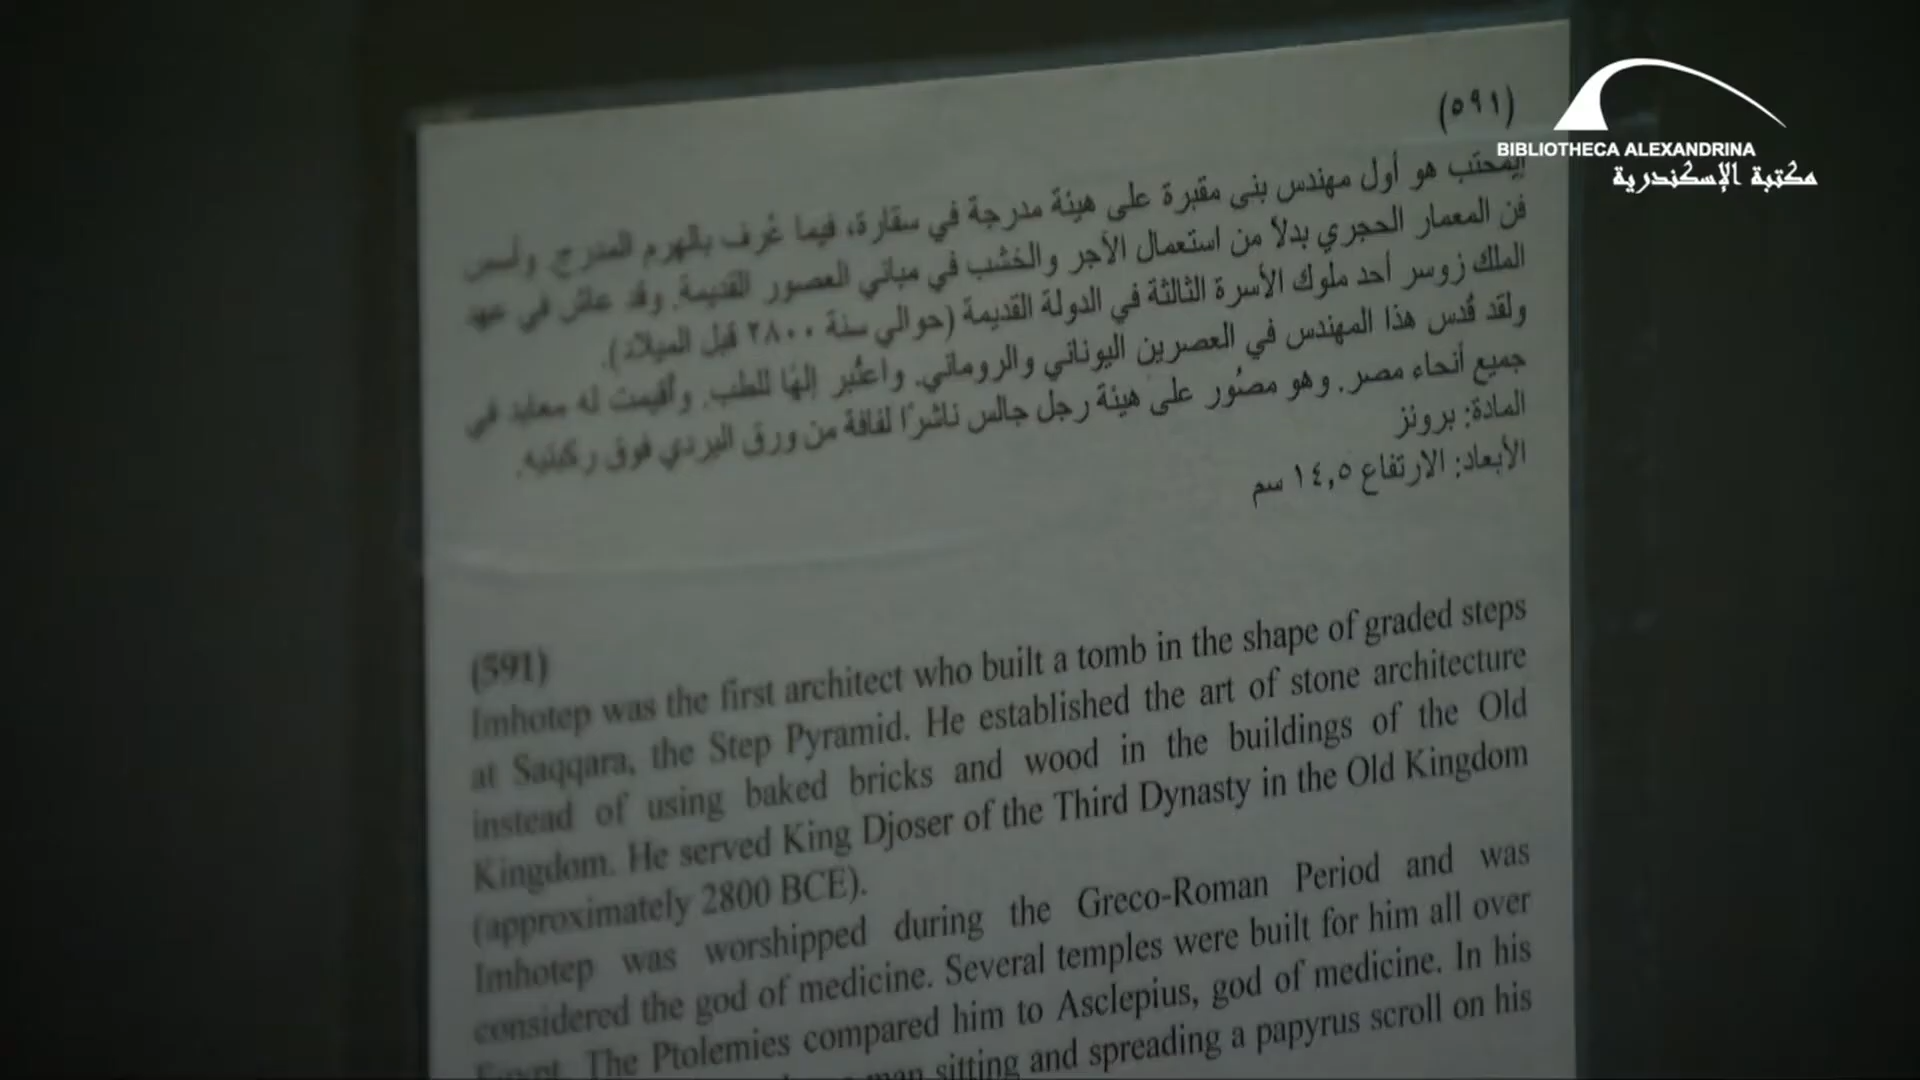 BIBLIOTHECA ALEXANDRINA
مكتبة الإسكندرية
(٥٩١)
إيمحتب هو أول مهندس بنى مقبرة على هيئة مدرجة في سقارة، فيما عُرف بالهرم المدرج. وأسس
فن المعمار الحجري بدلاً من استعمال الأجر والخشب في مباني العصور القديمة. وقد عاش في عهد
الملك زوسر أحد ملوك الأسرة الثالثة في الدولة القديمة (حوالي سنة ٢٨٠٠ قبل الميلاد).
ولقد قُدس هذا المهندس في العصرين اليوناني والروماني. واعتُبر إلهًا للطب. وأقيمت له معابد في
جميع أنحاء مصر. وهو مصُور على هيئة رجل جالس ناشرًا لفافة من ورق البردي فوق ركبتيه.
المادة: برونز
الأبعاد: الارتفاع ١٤,٥ سم
(591)
Imhotep was the first architect who built a tomb in the shape of graded steps
at Saqqara, the Step Pyramid. He established the art of stone architecture
instead of using baked bricks and wood in the buildings of the Old
Kingdom. He served King Djoser of the Third Dynasty in the Old Kingdom
(approximately 2800 BCE).
Imhotep was worshipped during the Greco-Roman Period and was
considered the god of medicine. Several temples were built for him all over
Egypt. The Ptolemies compared him to Asclepius, god of medicine. In his
man sitting and spreading a papyrus scroll on his